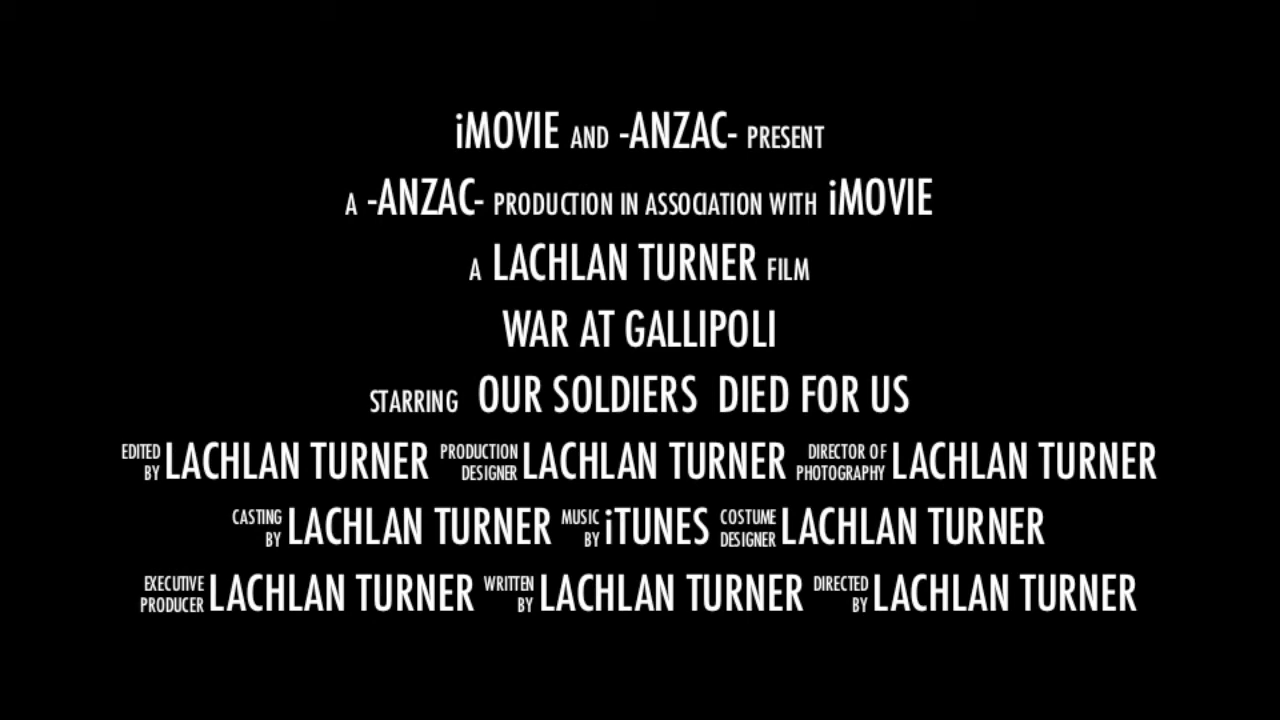 iMOVIE AND -ANZAC- PRESENT
A -ANZAC- PRODUCTION IN ASSOCIATION WITH iMOVIE
A LACHLAN TURNER FILM
WAR AT GALLIPOLI
STARRING OUR SOLDIERS DIED FOR US
EDITED BY LACHLAN TURNER PRODUCTION DESIGNER LACHLAN TURNER DIRECTOR OF PHOTOGRAPHY LACHLAN TURNER
CASTING BY LACHLAN TURNER MUSIC BY iTUNES COSTUME DESIGNER LACHLAN TURNER
EXECUTIVE PRODUCER LACHLAN TURNER WRITTEN BY LACHLAN TURNER DIRECTED BY LACHLAN TURNER